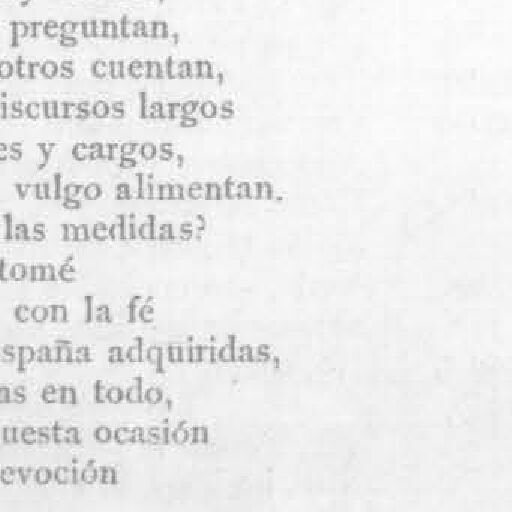 preguntan,
otros cuentan,
iscursos largos
es y cargos,
vulgo alimentan.
las medidas?
tomé
con la fé
spaña adquiridas,
as en todo,
uesta ocasión
evoción